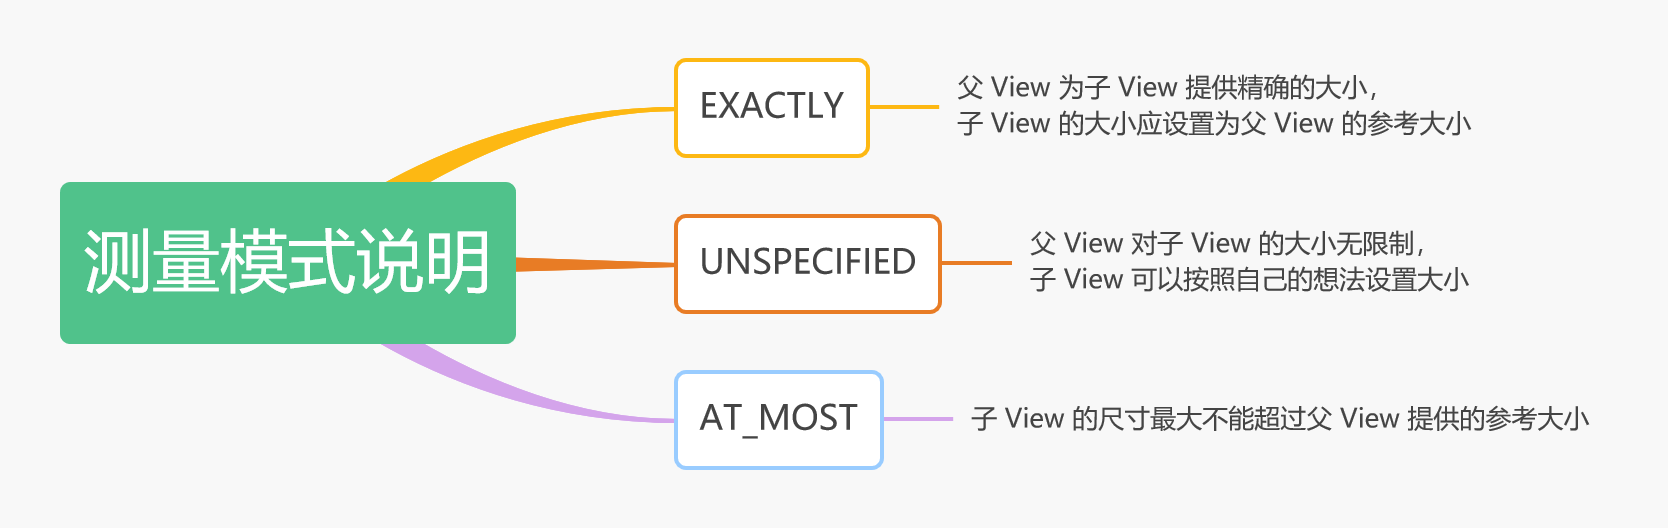 测量模式说明
EXACTLY
父 View 为子 View 提供精确的大小，
子 View 的大小应设置为父 View 的参考大小
UNSPECIFIED
父 View 对子 View 的大小无限制，
子 View 可以按照自己的想法设置大小
AT_MOST
子 View 的尺寸最大不能超过父 View 提供的参考大小